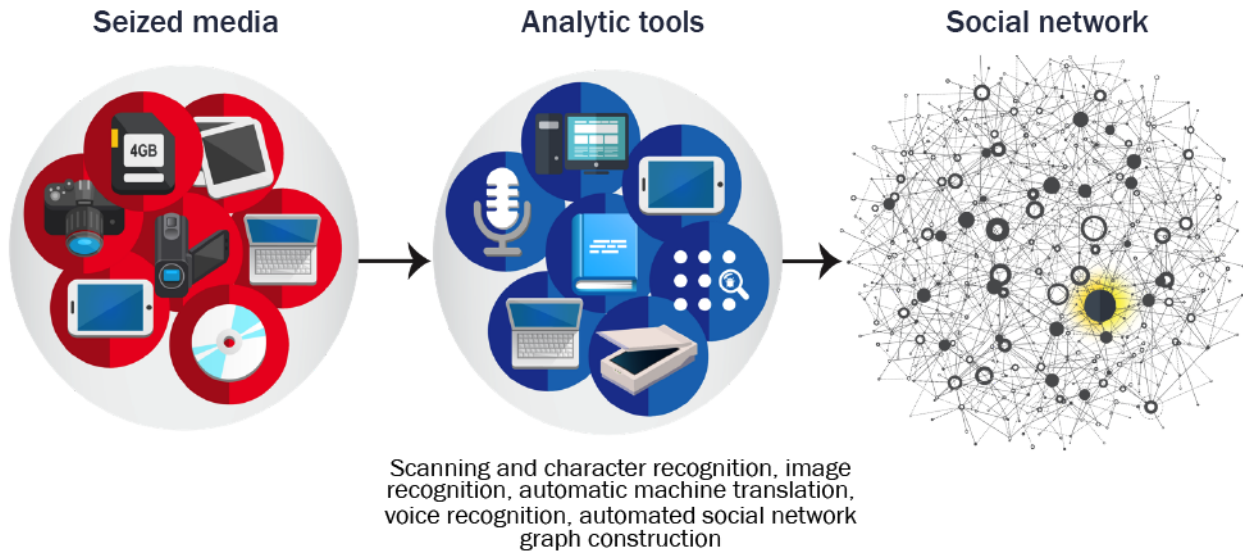 Seized media
Analytic tools
Social network
4GB
Scanning and character recognition, image
recognition, automatic machine translation,
voice recognition, automated social network
graph construction